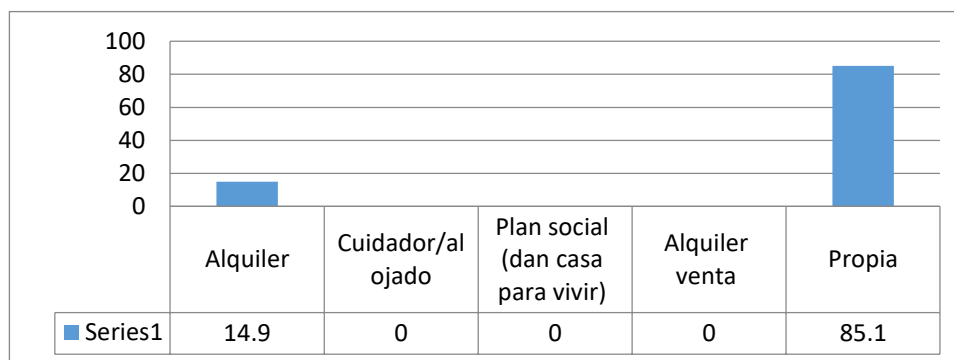 100
80
60
40
20
0
Alquiler
Cuidador/al
ojado
Plan social
(dan casa
para vivir)
Alquiler
venta
Propia
Series1 14.9 0 0 0 85.1